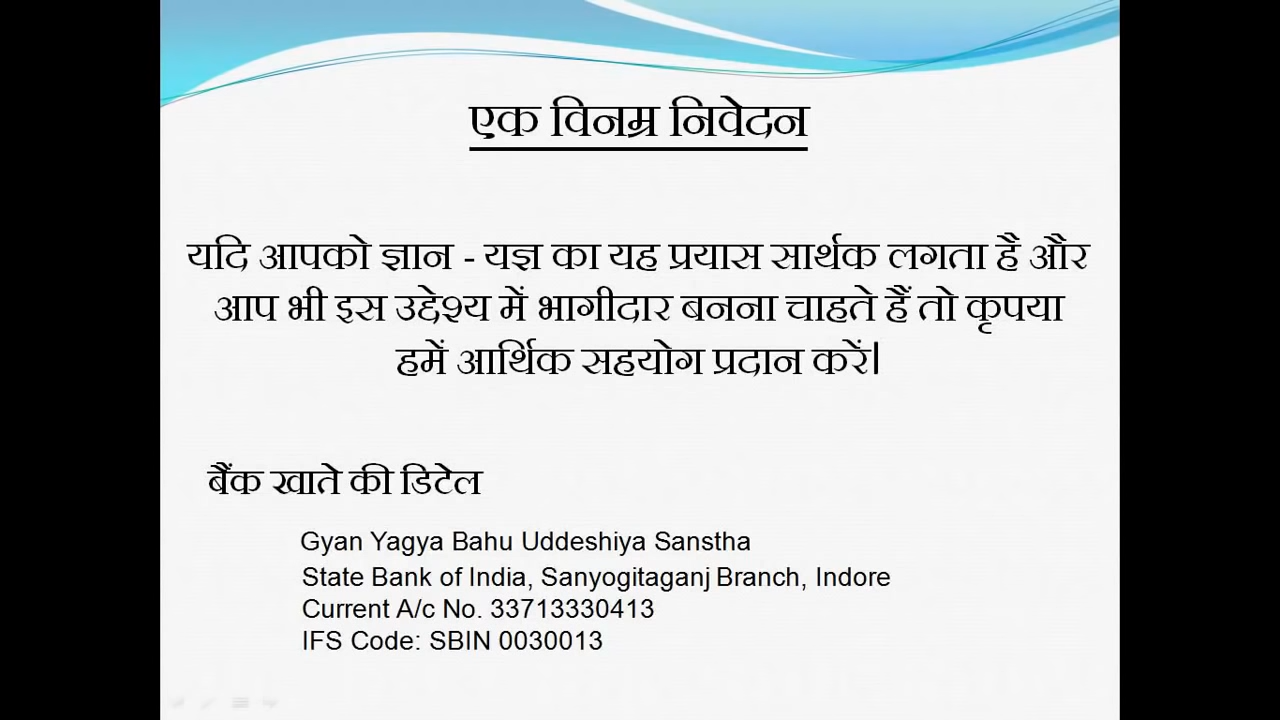 एक विनम्र निवेदन
यदि आपको ज्ञान - यज्ञ का यह प्रयास सार्थक लगता है और
आप भी इस उद्देश्य में भागीदार बनना चाहते हैं तो कृपया
हमें आर्थिक सहयोग प्रदान करें।
बैंक खाते की डिटेल
Gyan Yagya Bahu Uddeshiya Sanstha
State Bank of India, Sanyogitaganj Branch, Indore
Current A/c No. 33713330413
IFS Code: SBIN 0030013